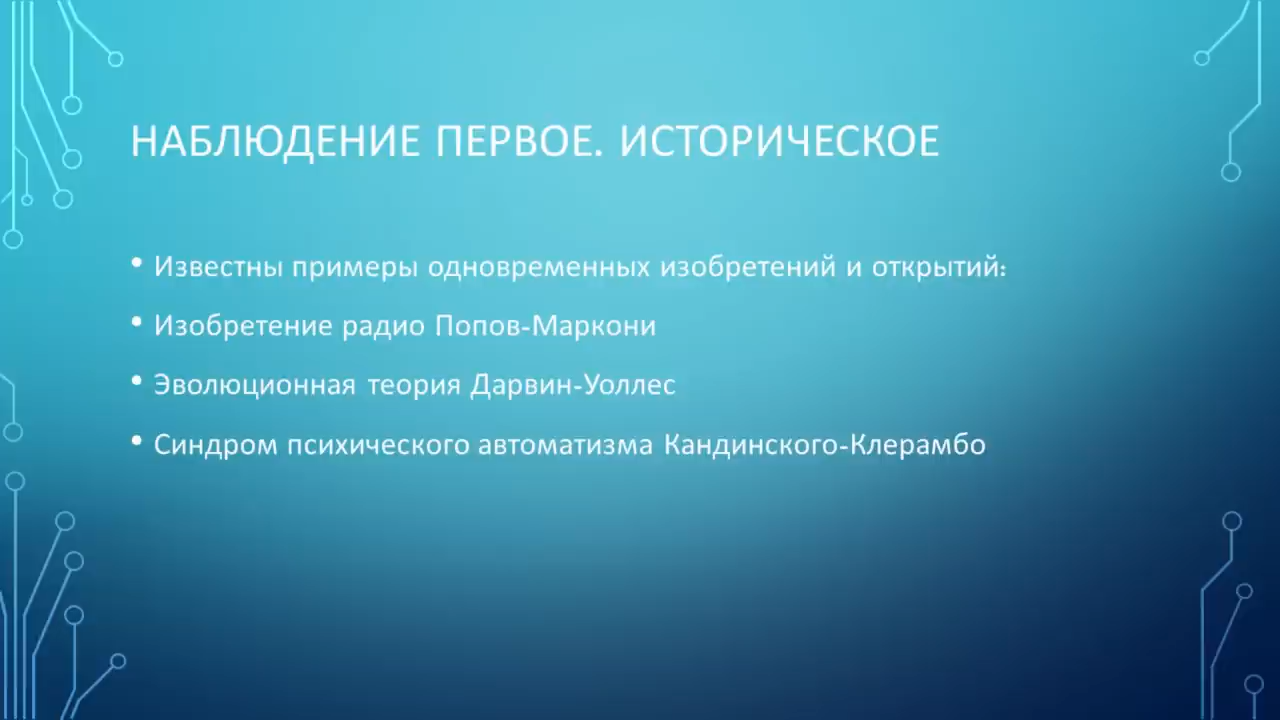 НАБЛЮДЕНИЕ ПЕРВОЕ. ИСТОРИЧЕСКОЕ
• Известны примеры одновременных изобретений и открытий:
• Изобретение радио Попов-Маркони
• Эволюционная теория Дарвин-Уоллес
• Синдром психического автоматизма Кандинского-Клерамбо